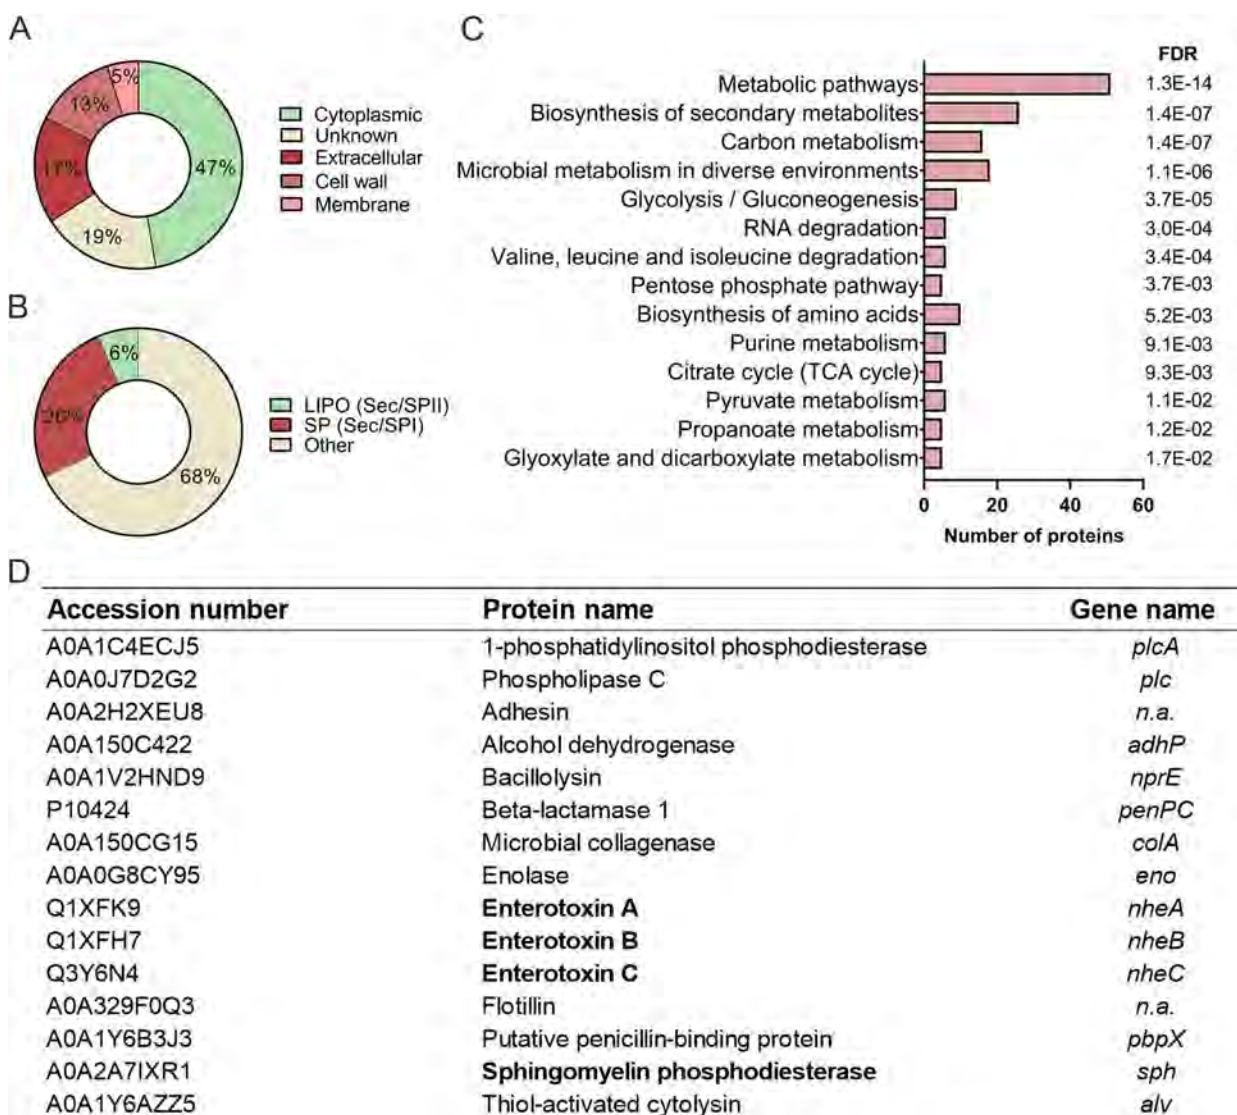 A
5%
13%
17%
47%
19%
Cytoplasmic
Unknown
Extracellular
Cell wall
Membrane
B
6%
26%
68%
LIPO (Sec/SPII)
SP (Sec/SPI)
Other
C
FDR
Metabolic pathways 1.3E-14
Biosynthesis of secondary metabolites 1.4E-07
Carbon metabolism 1.4E-07
Microbial metabolism in diverse environments 1.1E-06
Glycolysis / Gluconeogenesis 3.7E-05
RNA degradation 3.0E-04
Valine, leucine and isoleucine degradation 3.4E-04
Pentose phosphate pathway 3.7E-03
Biosynthesis of amino acids 5.2E-03
Purine metabolism 9.1E-03
Citrate cycle (TCA cycle) 9.3E-03
Pyruvate metabolism 1.1E-02
Propanoate metabolism 1.2E-02
Glyoxylate and dicarboxylate metabolism 1.7E-02
0 20 40 60
Number of proteins
D
Accession number Protein name Gene name
A0A1C4ECJ5 1-phosphatidylinositol phosphodiesterase plcA
A0A0J7D2G2 Phospholipase C plc
A0A2H2XEU8 Adhesin n.a.
A0A150C422 Alcohol dehydrogenase adhP
A0A1V2HND9 Bacillolysin nprE
P10424 Beta-lactamase 1 penPC
A0A150CG15 Microbial collagenase colA
A0A0G8CY95 Enolase eno
Q1XFK9 Enterotoxin A nheA
Q1XFH7 Enterotoxin B nheB
Q3Y6N4 Enterotoxin C nheC
A0A329F0Q3 Flotillin n.a.
A0A1Y6B3J3 Putative penicillin-binding protein pbpX
A0A2A7IXR1 Sphingomyelin phosphodiesterase sph
A0A1Y6AZZ5 Thiol-activated cytolysin alv